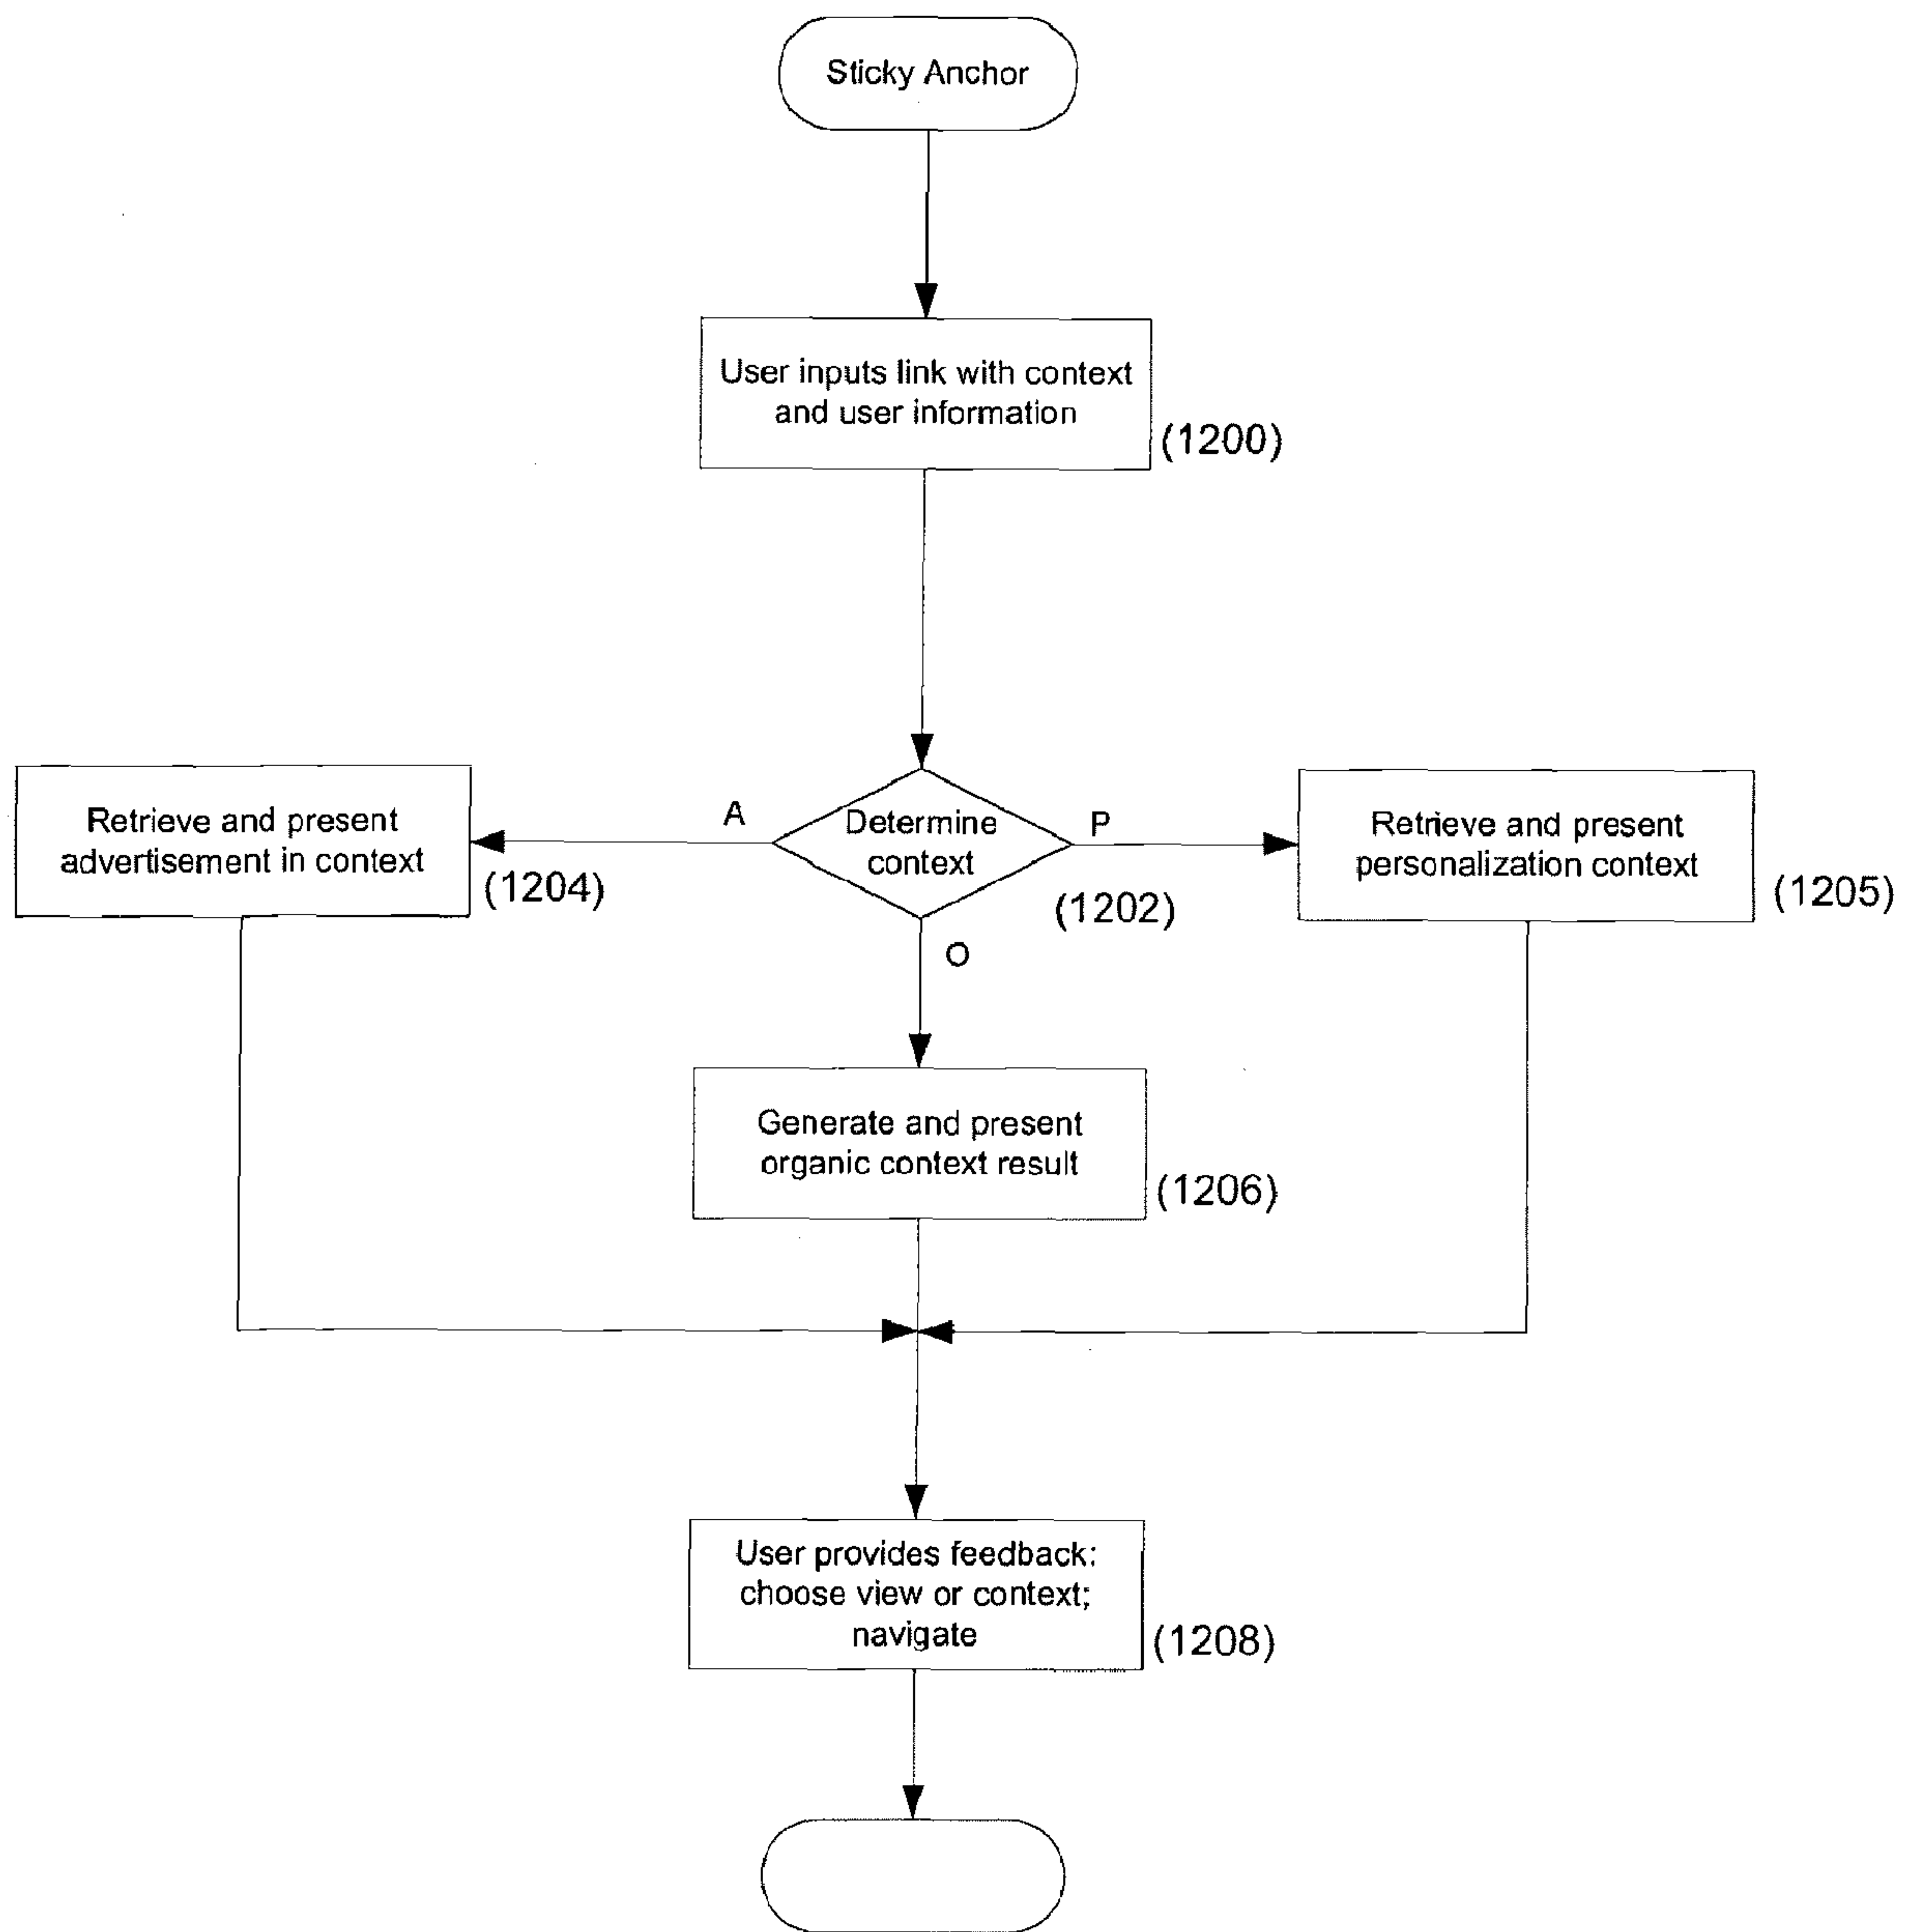 Sticky Anchor
User inputs link with context
and user information
(1200)
A
Determine
context
P
(1202)
O
Retrieve and present
advertisement in context
(1204)
Retrieve and present
personalization context
(1205)
Generate and present
organic context result
(1206)
User provides feedback:
choose view or context;
navigate
(1208)